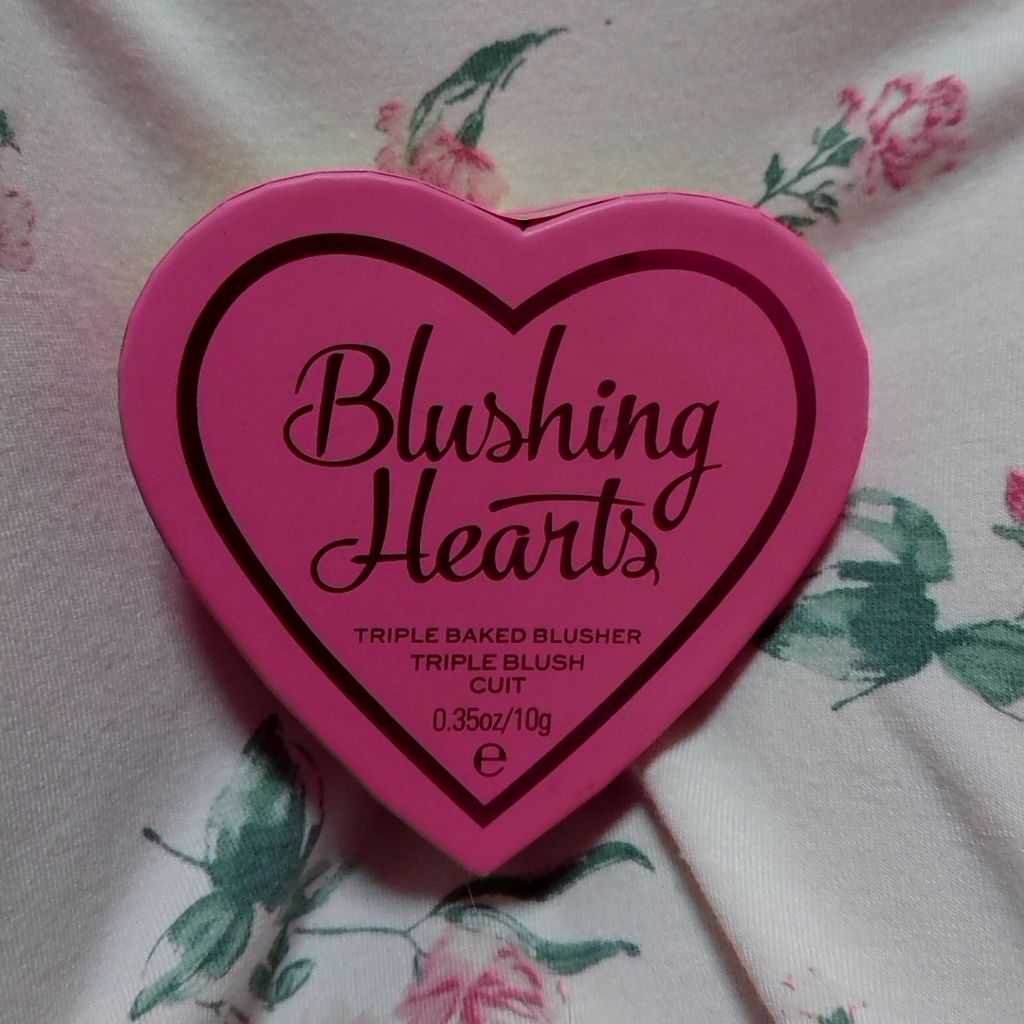 Blushing
Hearts
TRIPLE BAKED BLUSHER
TRIPLE BLUSH
CUIT
0.35oz/10g
℮